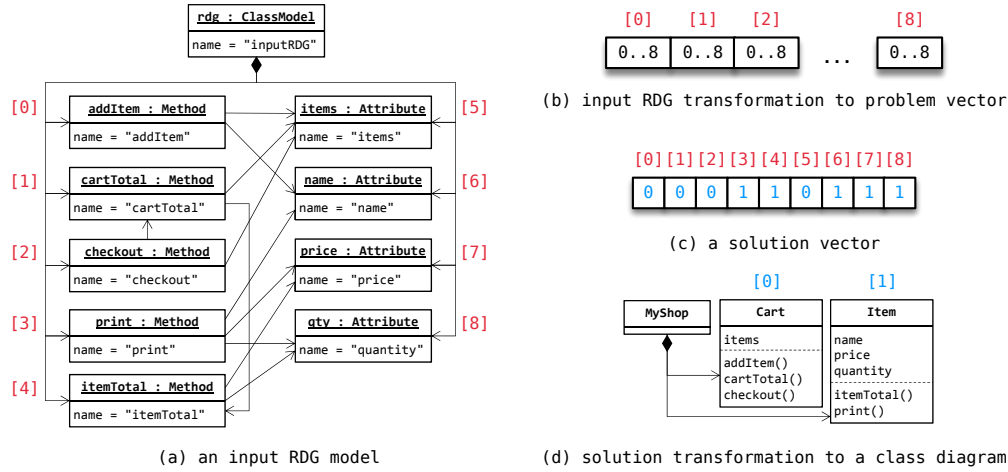 rdg : ClassModel
name = "inputRDG"
[0]
addItem : Method
name = "addItem"
items : Attribute
name = "items"
[5]
[1]
cartTotal : Method
name = "cartTotal"
name : Attribute
name = "name"
[6]
[2]
checkout : Method
name = "checkout"
price : Attribute
name = "price"
[7]
[3]
print : Method
name = "print"
qty : Attribute
name = "quantity"
[8]
[4]
itemTotal : Method
name = "itemTotal"
(a) an input RDG model
[0] [1] [2] [8]
0..8 0..8 0..8 ... 0..8
(b) input RDG transformation to problem vector
[0] [1] [2] [3] [4] [5] [6] [7] [8]
0 0 0 1 1 0 1 1 1
(c) a solution vector
[0] [1]
MyShop
Cart
items
addItem()
cartTotal()
checkout()
Item
name
price
quantity
itemTotal()
print()
(d) solution transformation to a class diagram